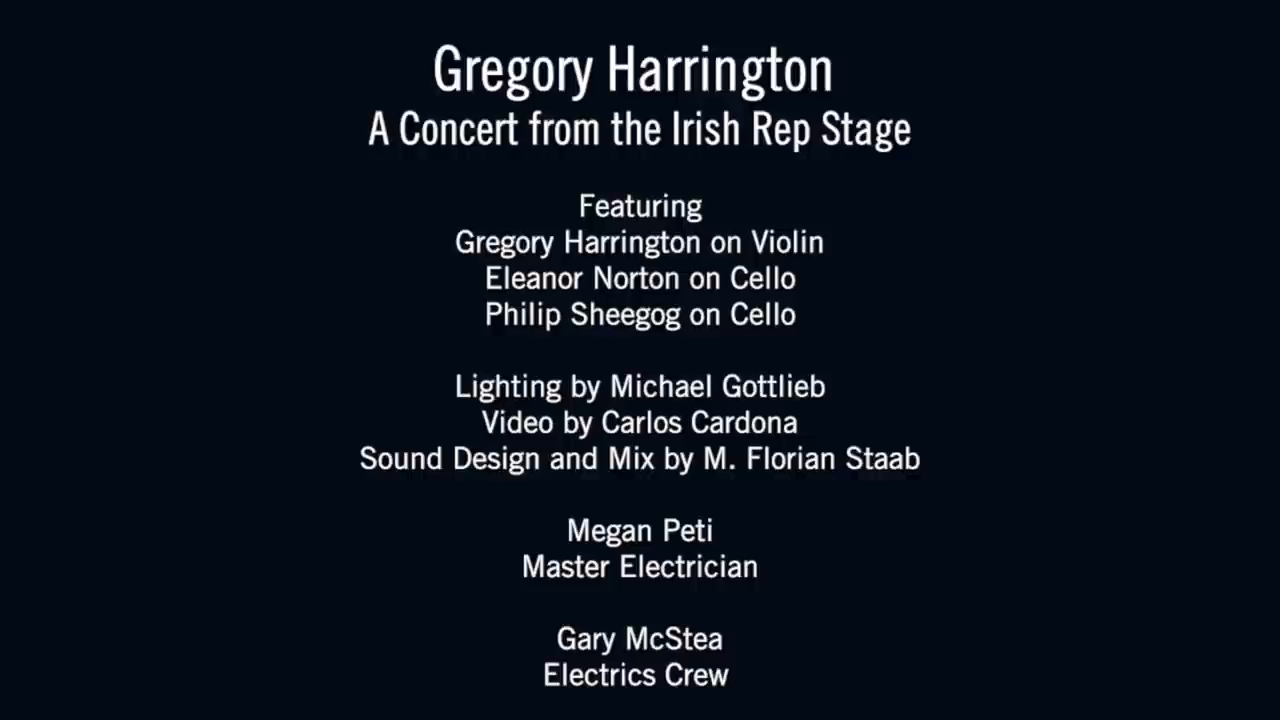 Gregory Harrington
A Concert from the Irish Rep Stage
Featuring
Gregory Harrington on Violin
Eleanor Norton on Cello
Philip Sheegog on Cello
Lighting by Michael Gottlieb
Video by Carlos Cardona
Sound Design and Mix by M. Florian Staab
Megan Peti
Master Electrician
Gary McStea
Electrics Crew